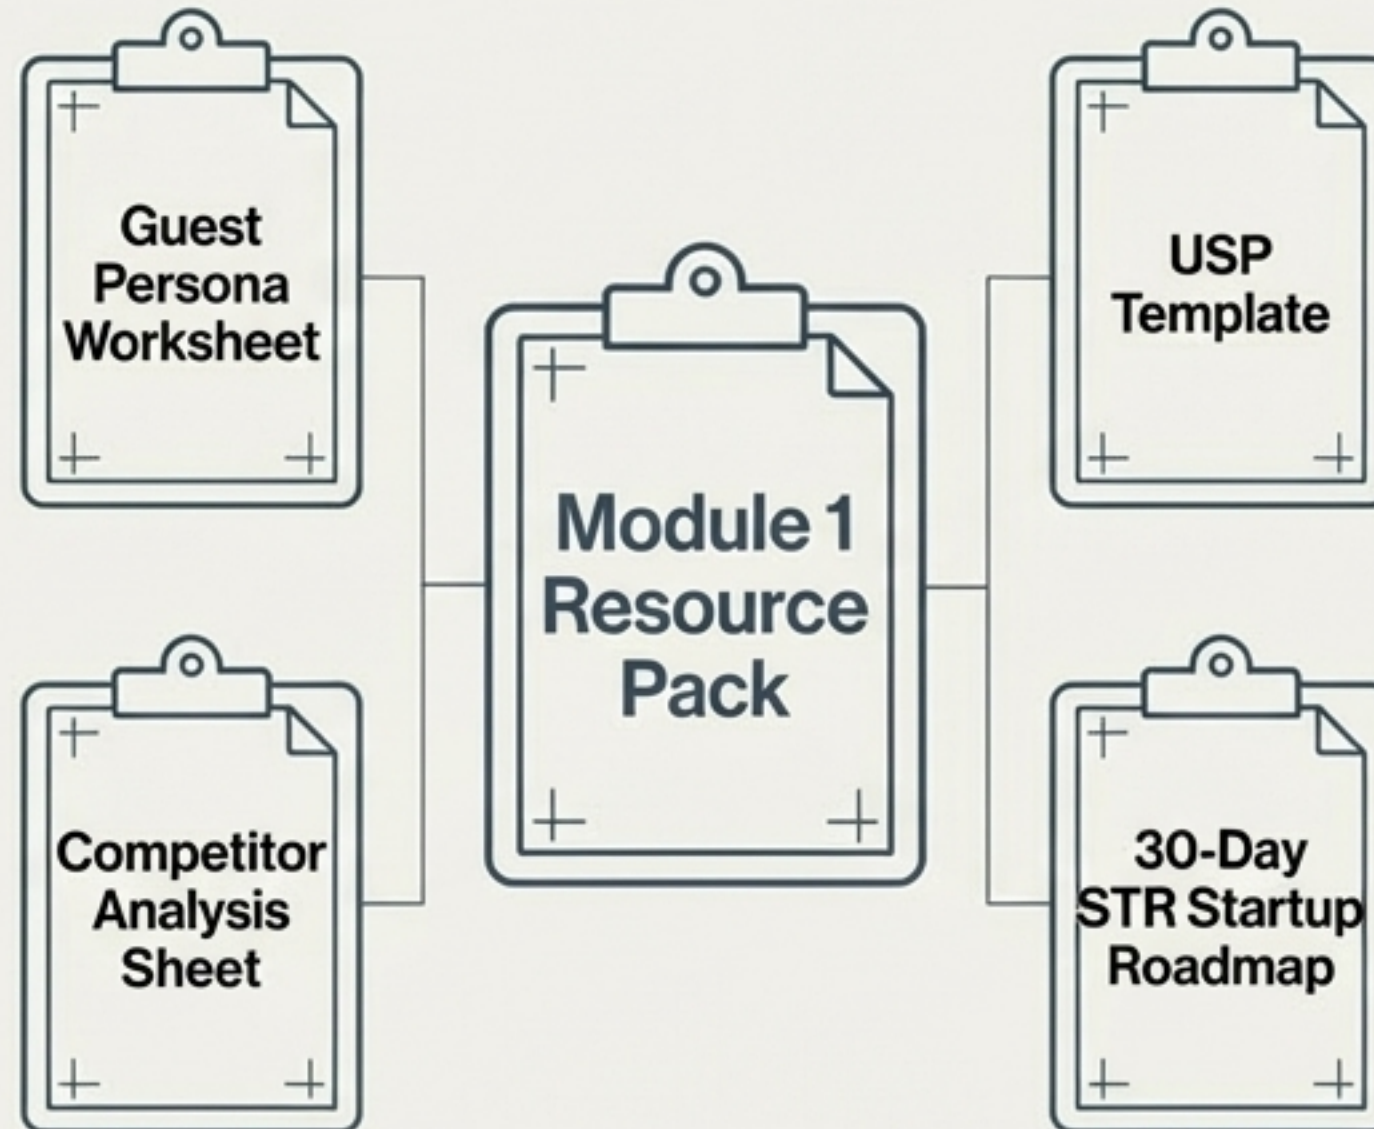 Guest
Persona
Worksheet
USP
Template
Module 1
Resource
Pack
Competitor
Analysis
Sheet
30-Day
STR Startup
Roadmap